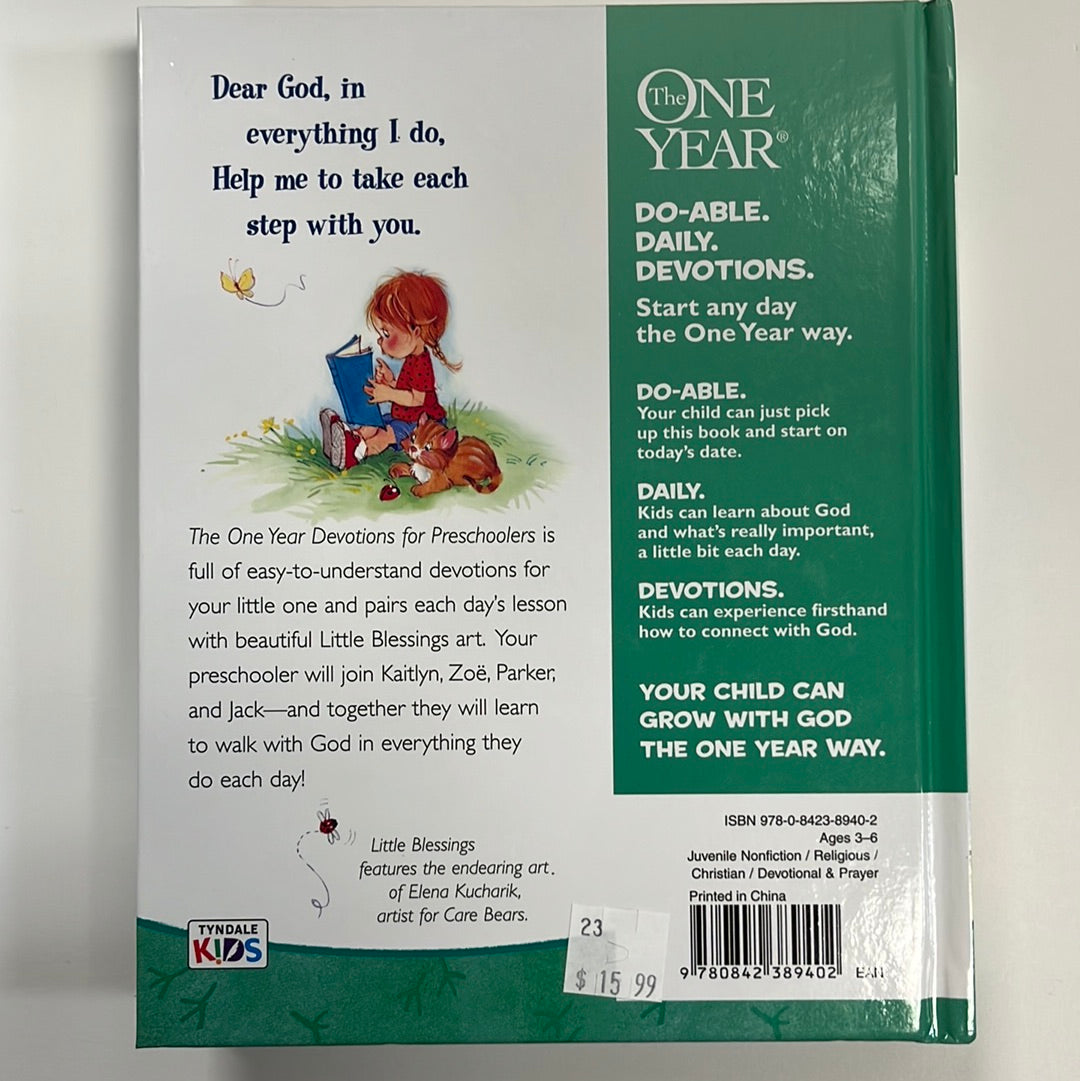 Dear God, in
everything I do,
Help me to take each
step with you.
The One Year Devotions for Preschoolers is
full of easy-to-understand devotions for
your little one and pairs each day's lesson
with beautiful Little Blessings art. Your
preschooler will join Kaitlyn, Zoë, Parker,
and Jack—and together they will learn
to walk with God in everything they
do each day!
Little Blessings
features the endearing art
of Elena Kucharik,
artist for Care Bears.
TYNDALE
K!DS
The ONE
YEAR®
DO-ABLE.
DAILY.
DEVOTIONS.
Start any day
the One Year way.
DO-ABLE.
Your child can just pick
up this book and start on
today's date.
DAILY.
Kids can learn about God
and what's really important,
a little bit each day.
DEVOTIONS.
Kids can experience firsthand
how to connect with God.
YOUR CHILD CAN
GROW WITH GOD
THE ONE YEAR WAY.
ISBN 978-0-8423-8940-2
Ages 3–6
Juvenile Nonfiction / Religious /
Christian / Devotional & Prayer
Printed in China
9 780842 389402 EAN
23
$ 15 99